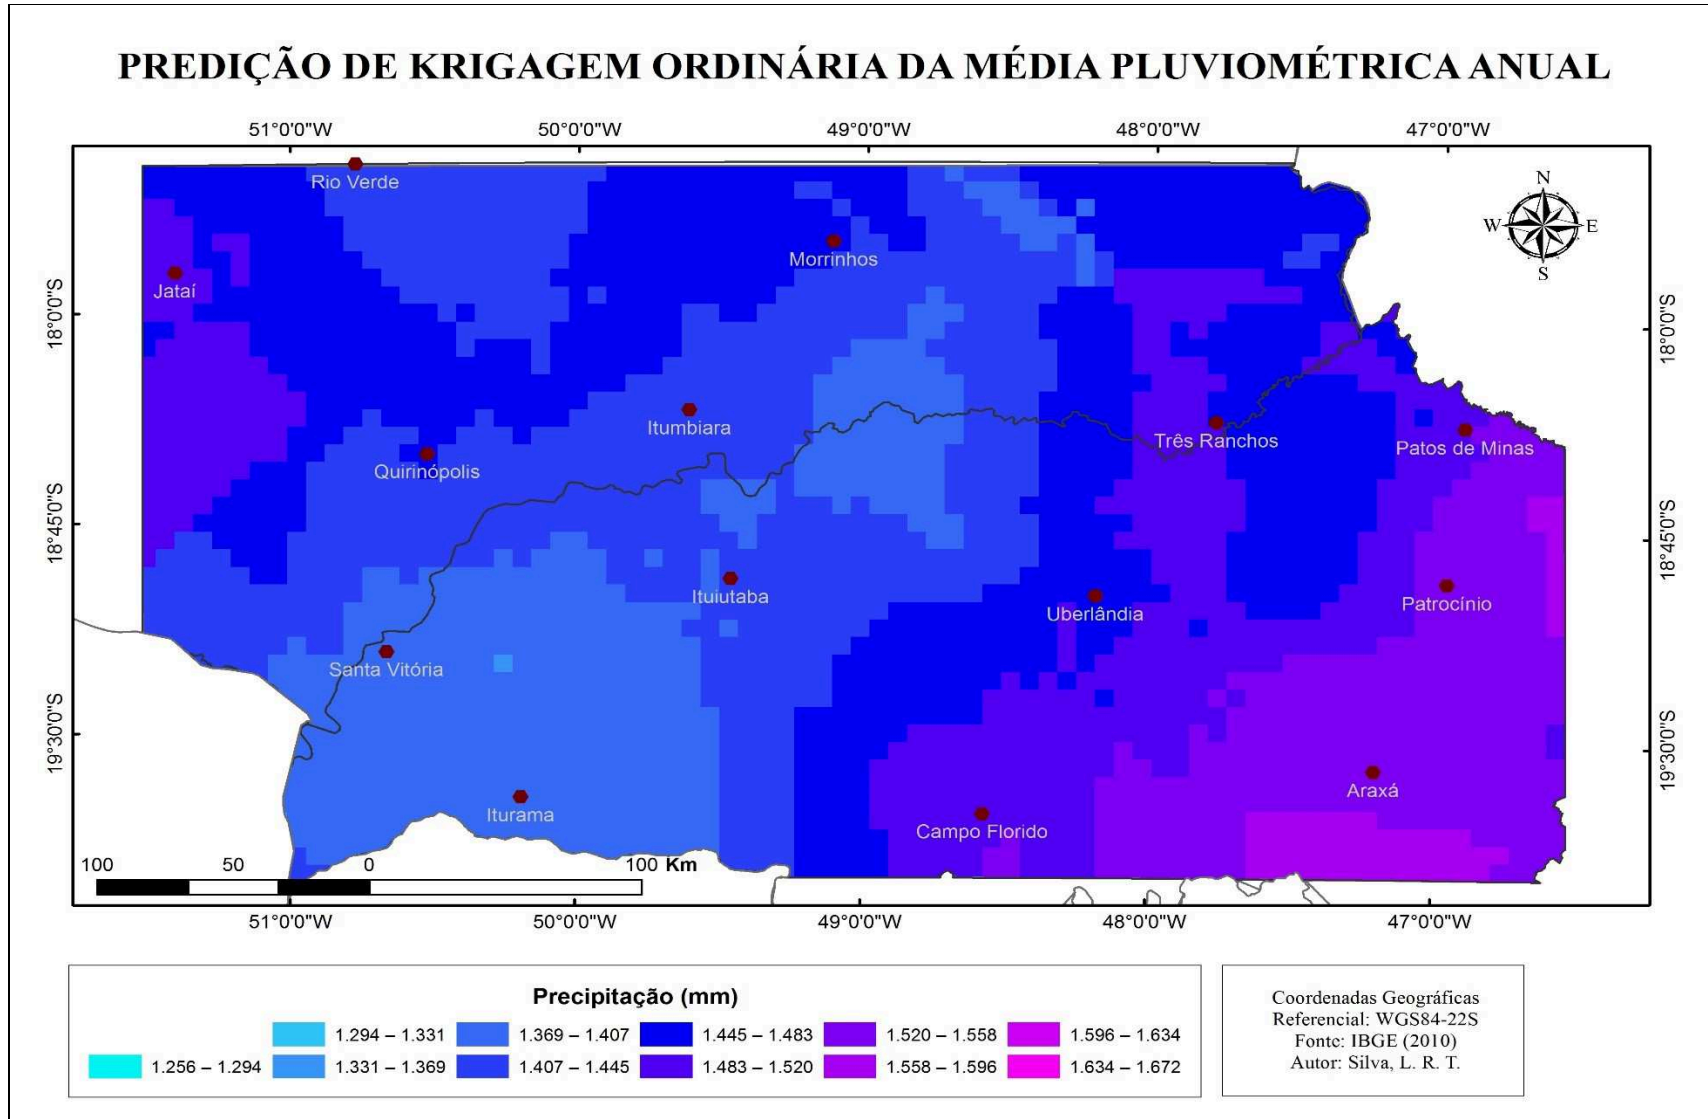 PREDIÇÃO DE KRIGAGEM ORDINÁRIA DA MÉDIA PLUVIOMÉTRICA ANUAL
51°0'0"W 50°0'0"W 49°0'0"W 48°0'0"W 47°0'0"W
N
W E
S
Rio Verde
Morrinhos
Jataí
18°0'0"S 18°0'0"S
Itumbiara
Três Ranchos
Patos de Minas
Quirinópolis
18°45'0"S 18°45'0"S
Ituiutaba
Patrocínio
Uberlândia
Santa Vitória
19°30'0"S 19°30'0"S
Araxá
Iturama
Campo Florido
100 50 0 100 Km
51°0'0"W 50°0'0"W 49°0'0"W 48°0'0"W 47°0'0"W
Precipitação (mm)
1.294 – 1.331 1.369 – 1.407 1.445 – 1.483 1.520 – 1.558 1.596 – 1.634
1.256 – 1.294 1.331 – 1.369 1.407 – 1.445 1.483 – 1.520 1.558 – 1.596 1.634 – 1.672
Coordenadas Geográficas
Referencial: WGS84-22S
Fonte: IBGE (2010)
Autor: Silva, L. R. T.